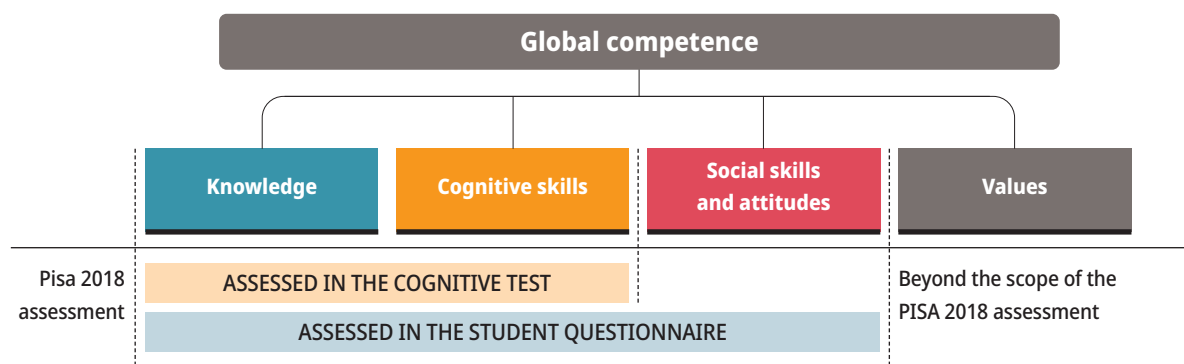 Global competence
Knowledge
Cognitive skills
Social skills
and attitudes
Values
Pisa 2018
assessment
ASSESSED IN THE COGNITIVE TEST
ASSESSED IN THE STUDENT QUESTIONNAIRE
Beyond the scope of the
PISA 2018 assessment